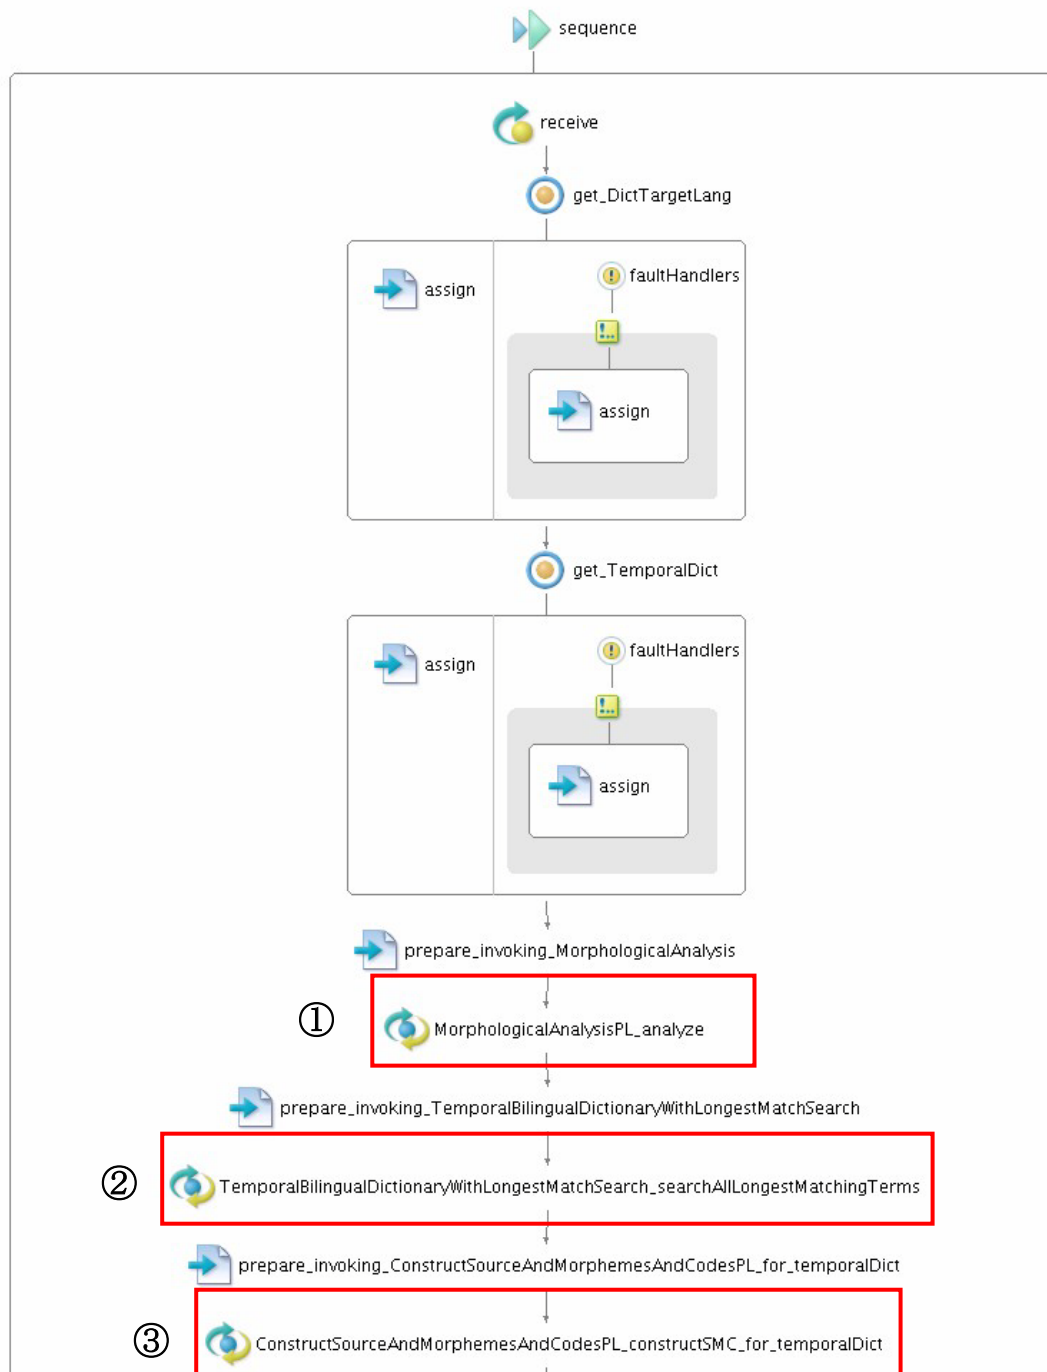 sequence
receive
get_DictTargetLang
faultHandlers
assign
assign
get_TemporalDict
faultHandlers
assign
assign
prepare_invoking_MorphologicalAnalysis
① MorphologicalAnalysisPL_analyze
prepare_invoking_TemporalBilingualDictionaryWithLongestMatchSearch
② TemporalBilingualDictionaryWithLongestMatchSearch_searchAllLongestMatchingTerms
prepare_invoking_ConstructSourceAndMorphemesAndCodesPL_for_temporalDict
③ ConstructSourceAndMorphemesAndCodesPL_constructSMC_for_temporalDict